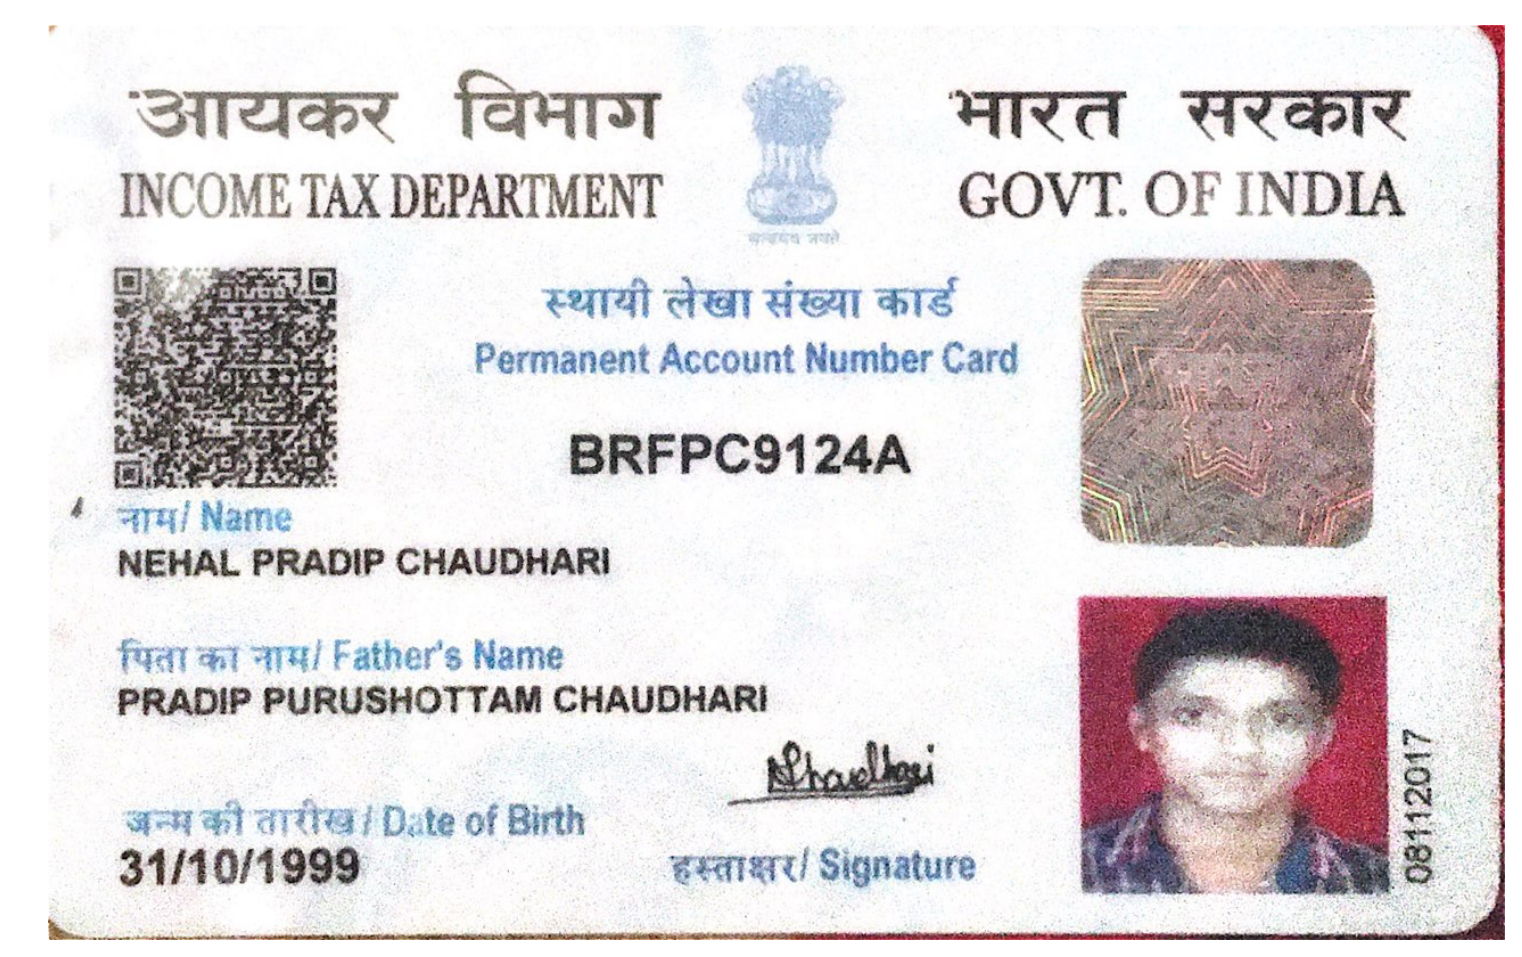 आयकर विभाग
INCOME TAX DEPARTMENT
भारत सरकार
GOVT. OF INDIA
सत्यमेव जयते
स्थायी लेखा संख्या कार्ड
Permanent Account Number Card
BRFPC9124A
नाम/ Name
NEHAL PRADIP CHAUDHARI
पिता का नाम/ Father's Name
PRADIP PURUSHOTTAM CHAUDHARI
जन्म की तारीख/ Date of Birth
31/10/1999
हस्ताक्षर/ Signature
08112017